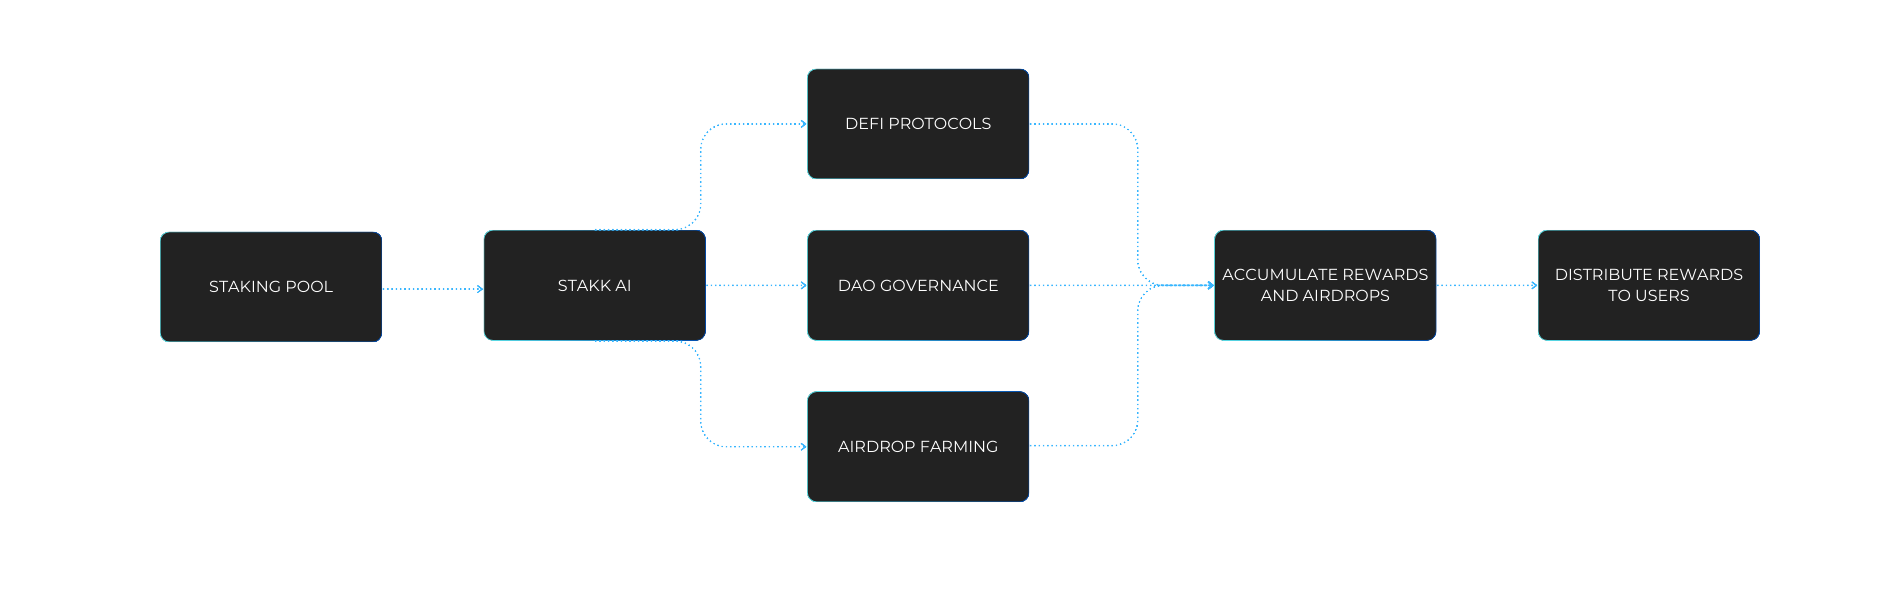 STAKING POOL
STAKK AI
DEFI PROTOCOLS
DAO GOVERNANCE
AIRDROP FARMING
ACCUMULATE REWARDS
AND AIRDROPS
DISTRIBUTE REWARDS
TO USERS